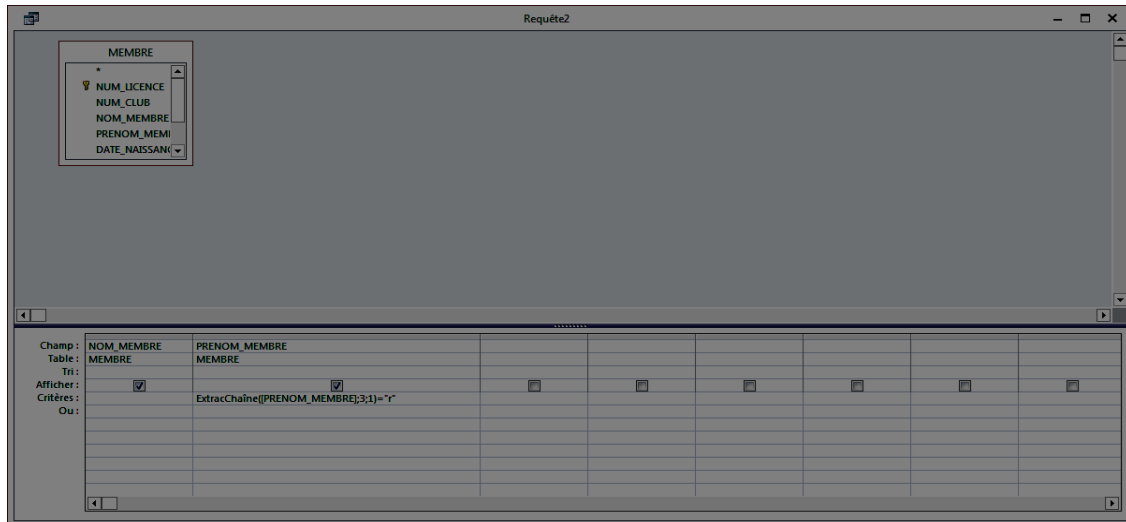 Requête2
MEMBRE
*
NUM_LICENCE
NUM_CLUB
NOM_MEMBRE
PRENOM_MEMI
DATE_NAISSAN(
Champ : NOM_MEMBRE PRENOM_MEMBRE
Table : MEMBRE MEMBRE
Tri :
Afficher :
Critères : ExtracChaîne([PRENOM_MEMBRE];3;1)="r"
Ou :